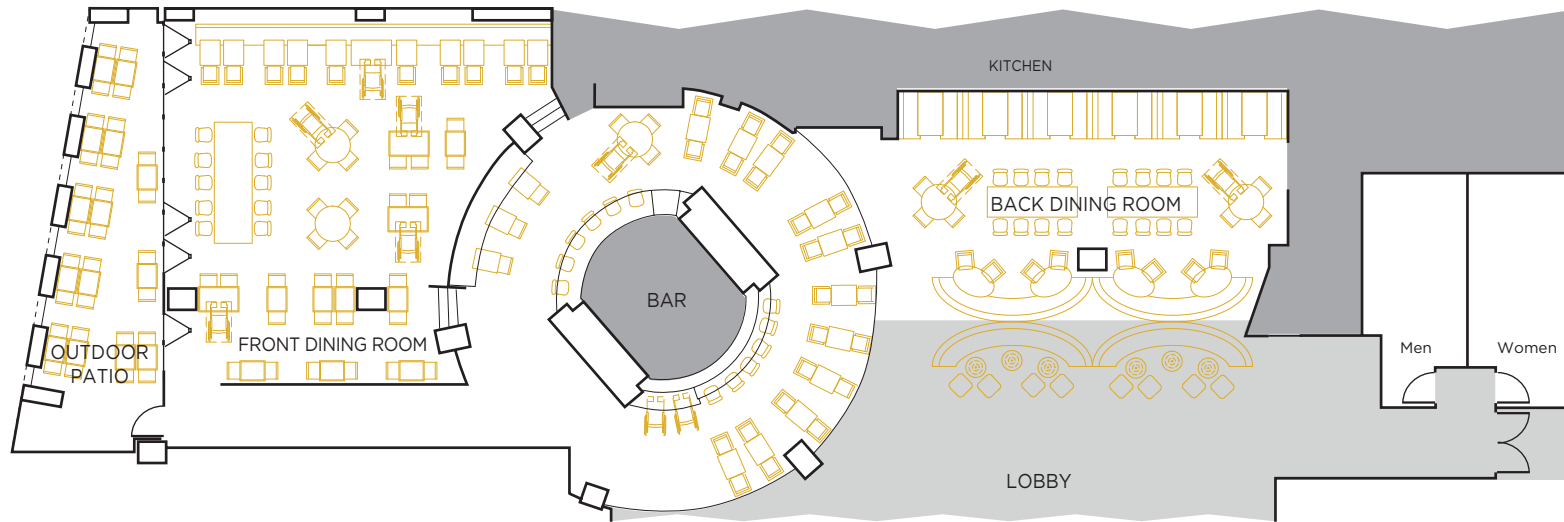 KITCHEN
BACK DINING ROOM
BAR
OUTDOOR
PATIO
FRONT DINING ROOM
Men
Women
LOBBY